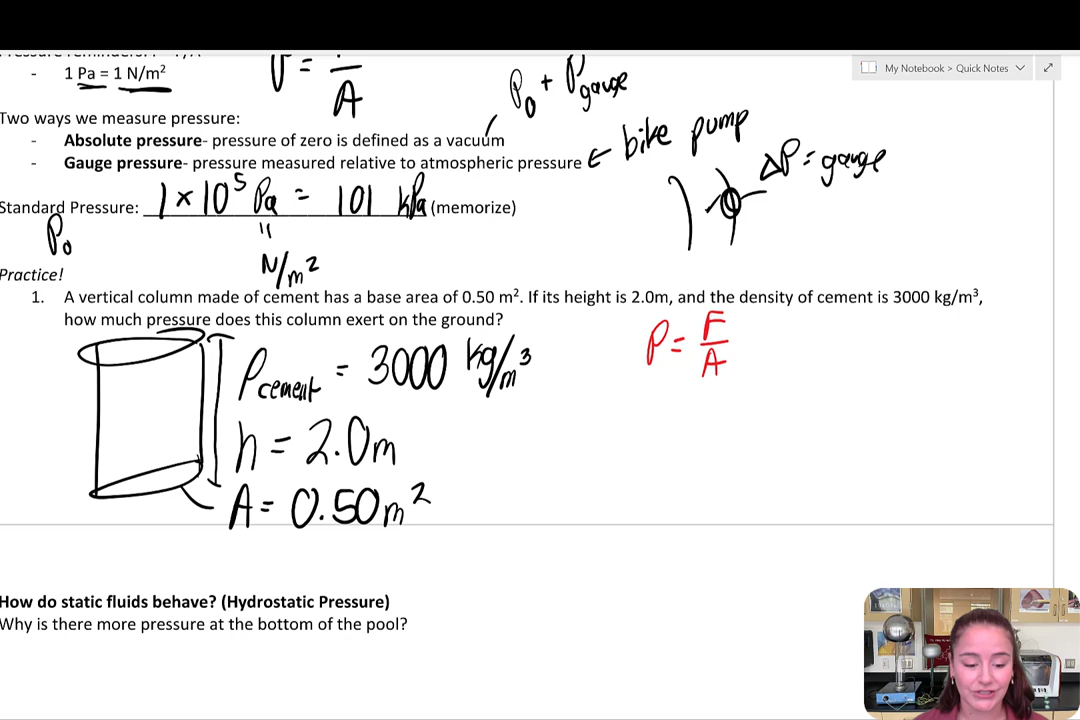 - 1 Pa = 1 N/m²
P = F/A
P₀ + Pgauge
My Notebook > Quick Notes
Two ways we measure pressure:
- Absolute pressure- pressure of zero is defined as a vacuum
- Gauge pressure- pressure measured relative to atmospheric pressure
bike pump
ΔP = gauge
Standard Pressure: 1 × 10⁵ Pa = 101 kPa (memorize)
P₀
"
N/m²
Practice!
1. A vertical column made of cement has a base area of 0.50 m². If its height is 2.0m, and the density of cement is 3000 kg/m³,
how much pressure does this column exert on the ground?
P = F/A
ρcement = 3000 kg/m³
h = 2.0m
A = 0.50m²
How do static fluids behave? (Hydrostatic Pressure)
Why is there more pressure at the bottom of the pool?